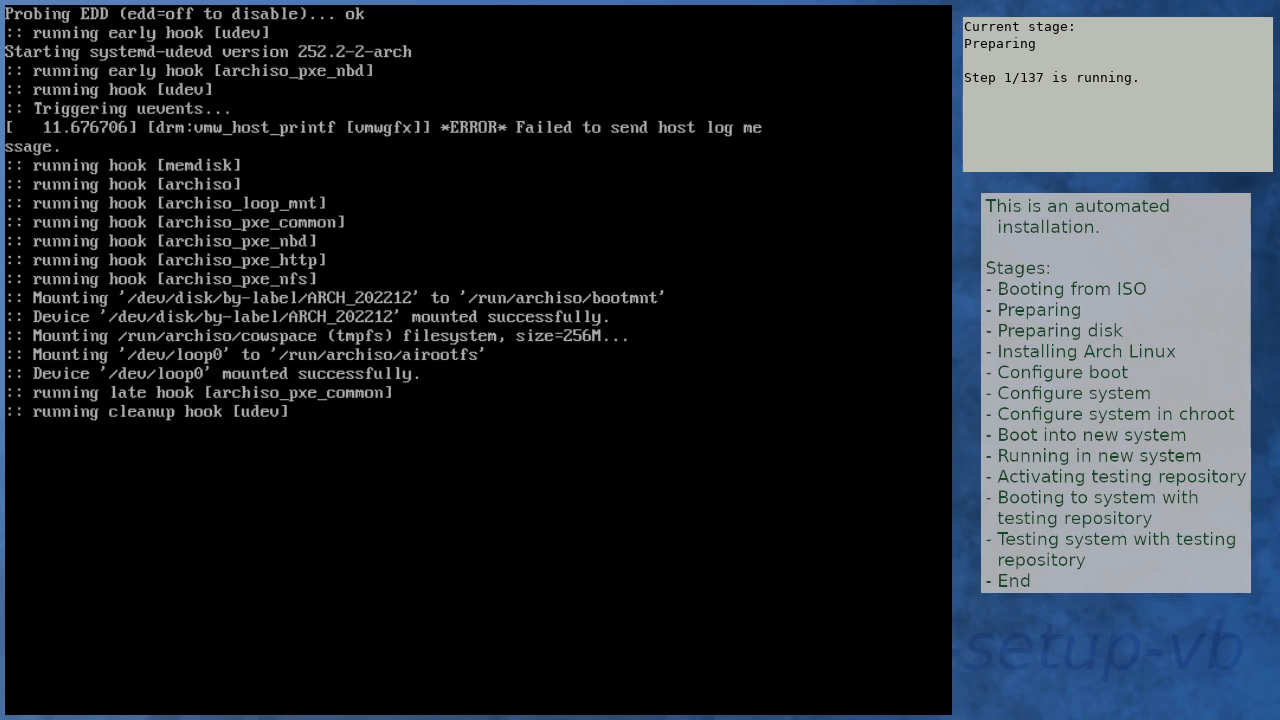 Probing EDD (edd=off to disable)... ok
:: running early hook [udev]
Starting systemd-udevd version 252.2-2-arch
:: running early hook [archiso_pxe_nbd]
:: running hook [udev]
:: Triggering uevents...
[   11.676706] [drm:vmw_host_printf [vmwgfx]] *ERROR* Failed to send host log me
ssage.
:: running hook [memdisk]
:: running hook [archiso]
:: running hook [archiso_loop_mnt]
:: running hook [archiso_pxe_common]
:: running hook [archiso_pxe_nbd]
:: running hook [archiso_pxe_http]
:: running hook [archiso_pxe_nfs]
:: Mounting '/dev/disk/by-label/ARCH_202212' to '/run/archiso/bootmnt'
:: Device '/dev/disk/by-label/ARCH_202212' mounted successfully.
:: Mounting /run/archiso/cowspace (tmpfs) filesystem, size=256M...
:: Mounting '/dev/loop0' to '/run/archiso/airootfs'
:: Device '/dev/loop0' mounted successfully.
:: running late hook [archiso_pxe_common]
:: running cleanup hook [udev]
Current stage:
Preparing
Step 1/137 is running.
This is an automated
installation.
Stages:
- Booting from ISO
- Preparing
- Preparing disk
- Installing Arch Linux
- Configure boot
- Configure system
- Configure system in chroot
- Boot into new system
- Running in new system
- Activating testing repository
- Booting to system with
testing repository
- Testing system with testing
repository
- End
setup-vb